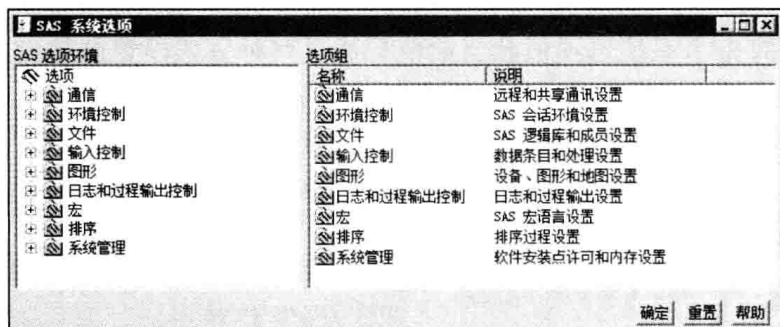 SAS 系统选项
SAS 选项环境
选项
通信
环境控制
文件
输入控制
图形
日志和过程输出控制
宏
排序
系统管理
选项组
名称 说明
通信 远程和共享通讯设置
环境控制 SAS 会话环境设置
文件 SAS 逻辑库和成员设置
输入控制 数据条目和处理设置
图形 设备、图形和地图设置
日志和过程输出控制 日志和过程输出设置
宏 SAS 宏语言设置
排序 排序过程设置
系统管理 软件安装点许可和内存设置
确定 重置 帮助